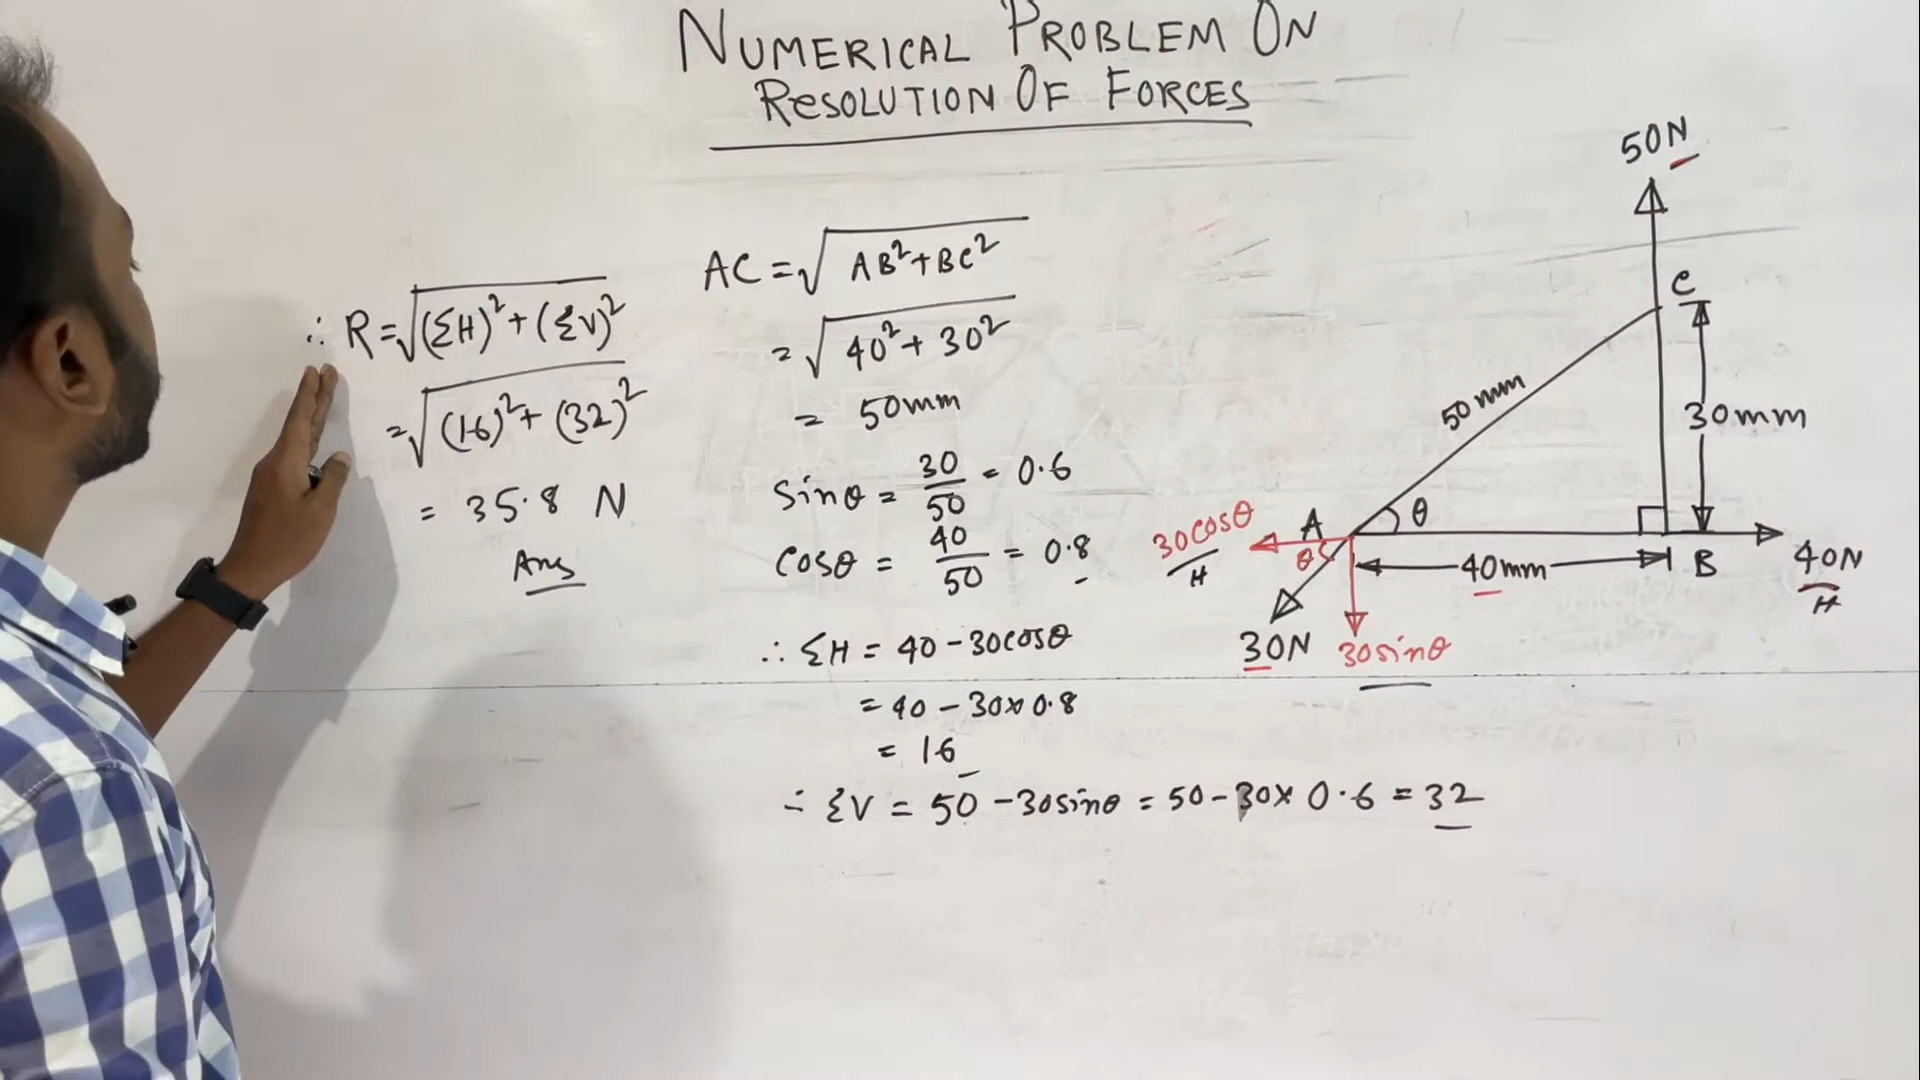 NUMERICAL PROBLEM ON
RESOLUTION OF FORCES
∴ R = √((ΣH)² + (ΣV)²)
= √((16)² + (32)²)
= 35.8 N
Ans
AC = √(AB² + BC²)
= √(40² + 30²)
= 50mm
sinθ = 30/50 = 0.6
cosθ = 40/50 = 0.8
∴ ΣH = 40 - 30cosθ
= 40 - 30×0.8
= 16
∴ ΣV = 50 - 30sinθ = 50 - 30× 0.6 = 32
50N
C
50 mm
30mm
30cosθ
H
A
θ
θ
40mm
B
40N
H
30N
30sinθ